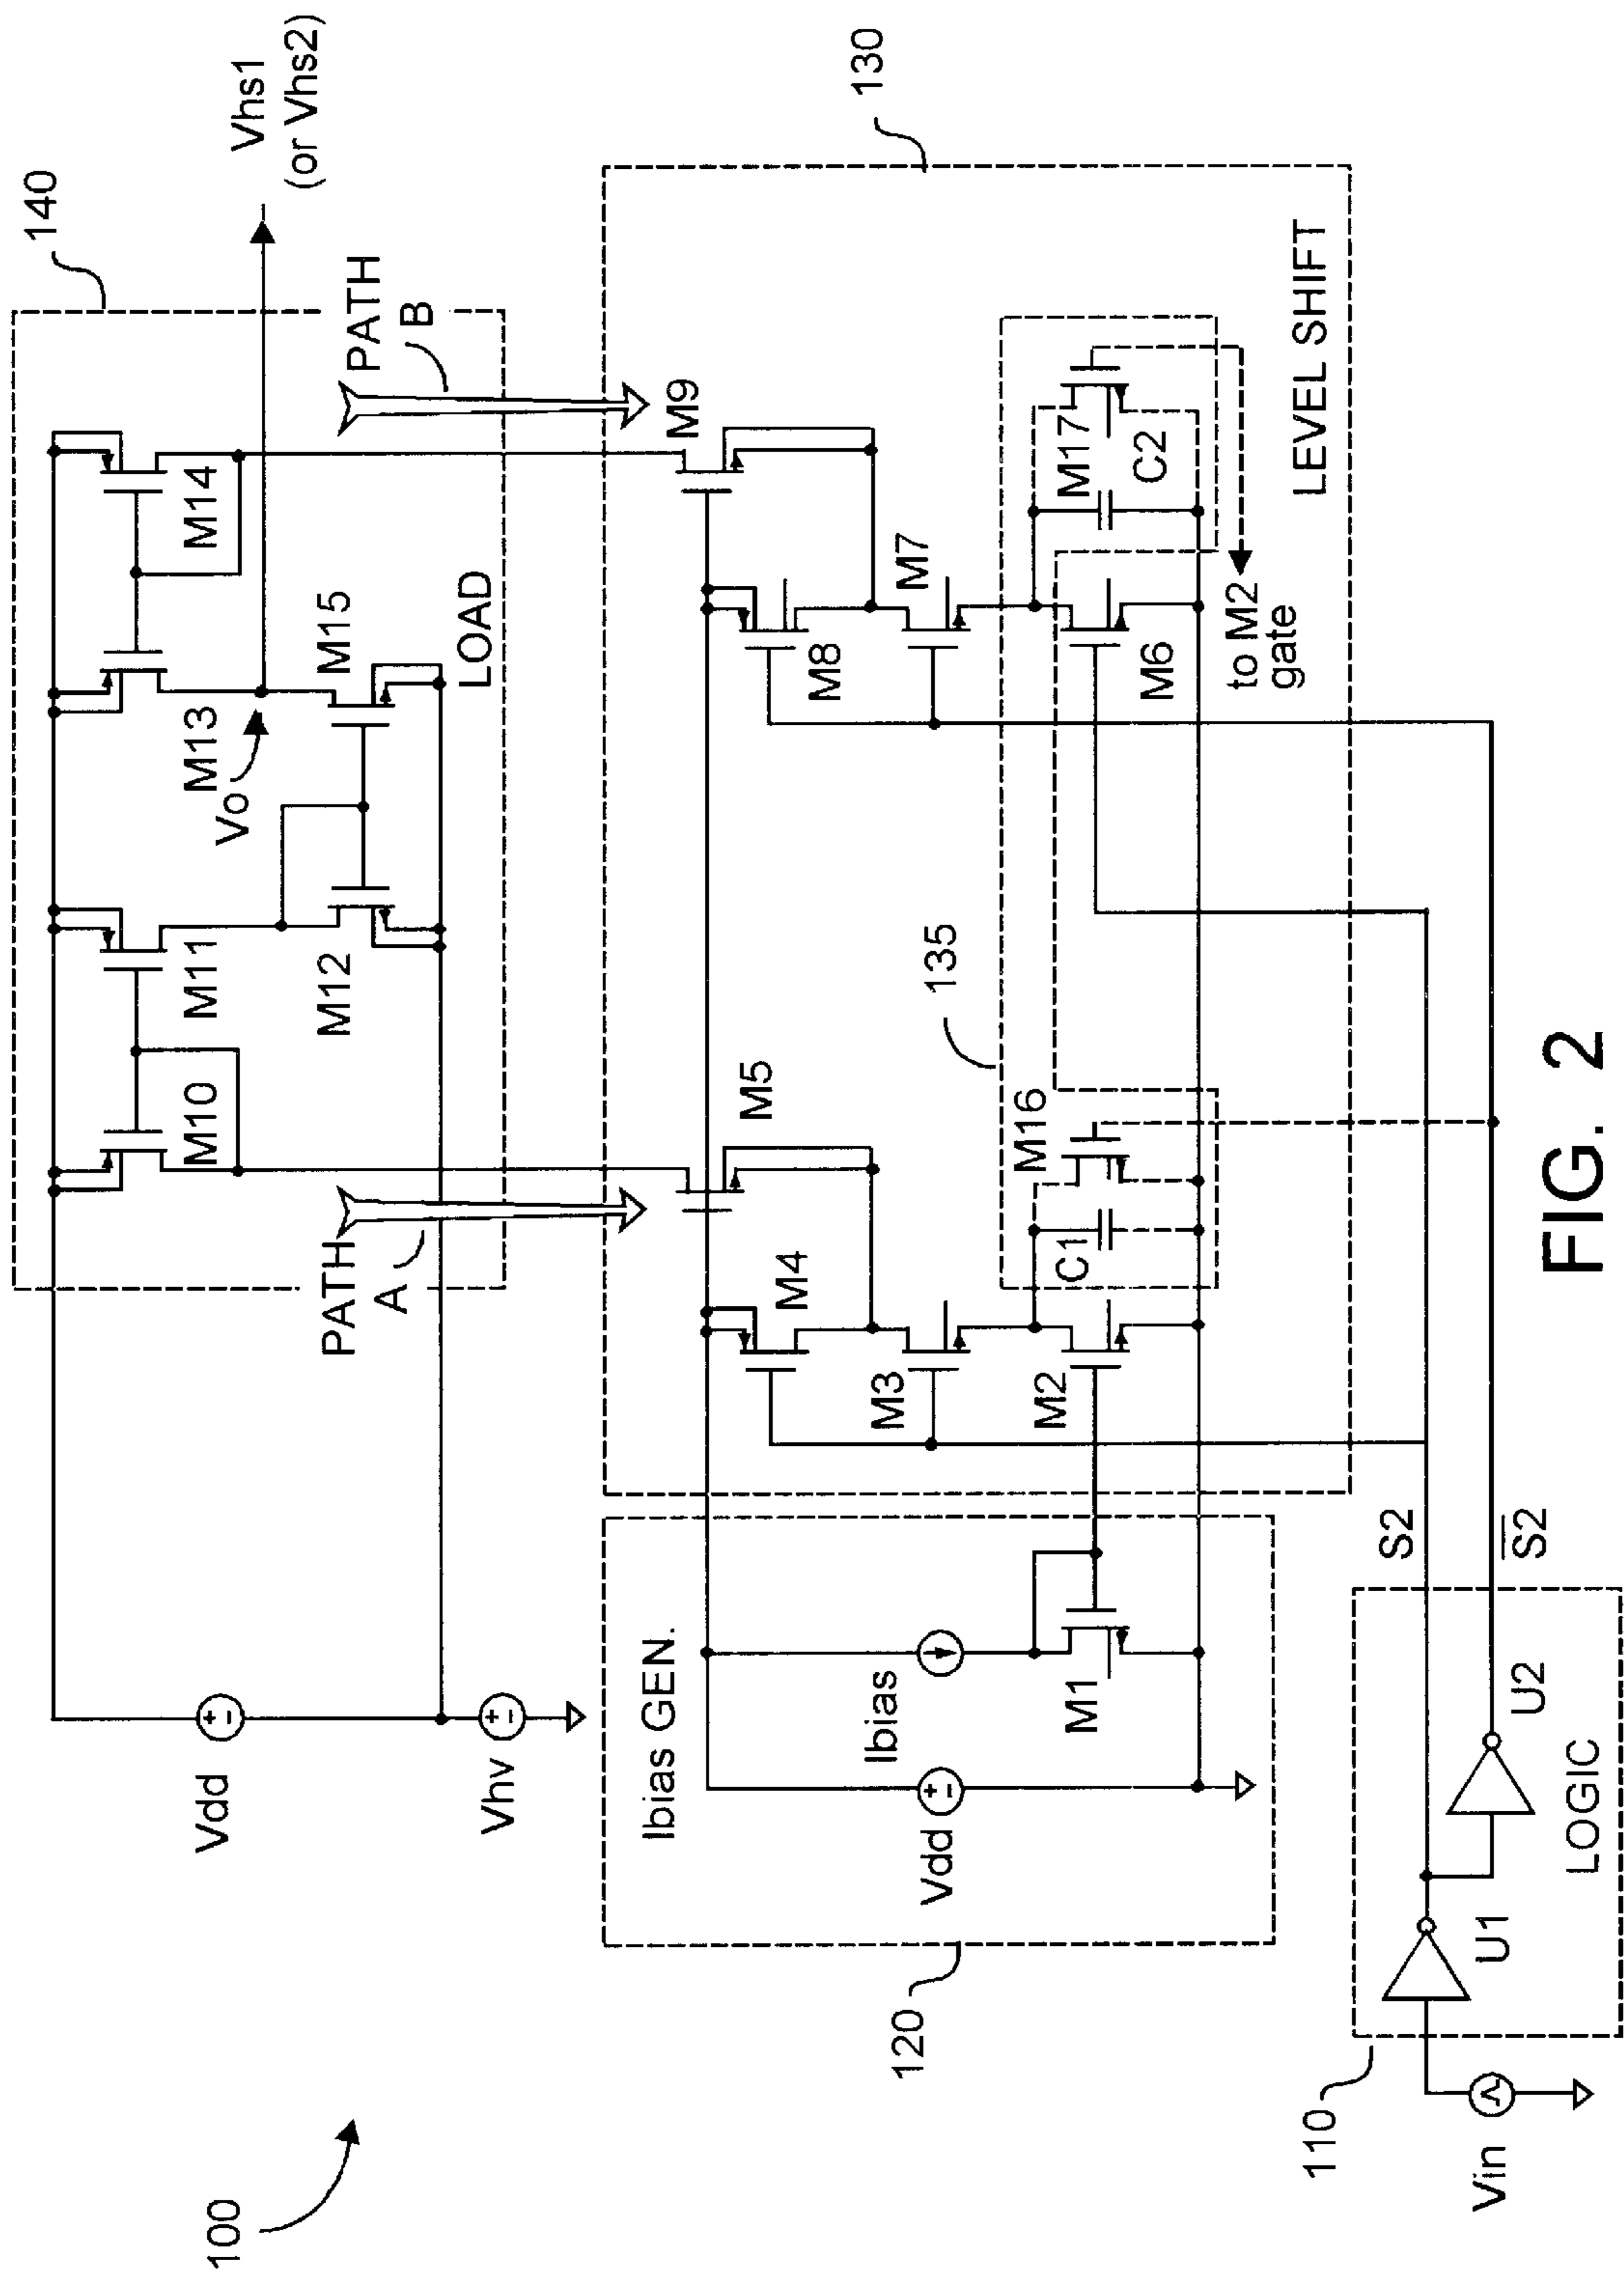 100
140
Vhs1
(or Vhs2)
Vdd
Vhv
M10
M11
M12
M13
Vo
M14
M15
LOAD
PATH
A
PATH
B
130
Ibias GEN.
Ibias
Vdd
M1
120
M5
M4
M3
M2
C1
M16
135
M9
M8
M7
M6
M17
C2
to M2
gate
LEVEL SHIFT
S2
S̅2̅
U1
U2
LOGIC
110
Vin
FIG. 2